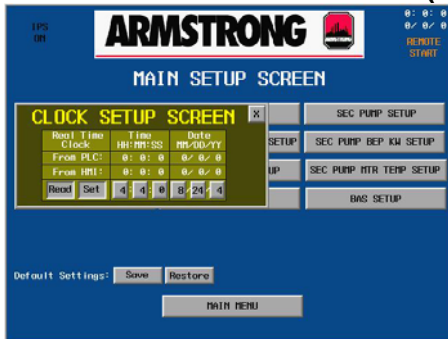 IPS
ON
ARMSTRONG
0: 0: 0
0/ 0/ 0
REMOTE
START
MAIN SETUP SCREEN
CLOCK SETUP SCREEN X
Real Time Clock Time HH:MM:SS Date MM/DD/YY
From PLC: 0: 0: 0 0/ 0/ 0
From HMI: 0: 0: 0 0/ 0/ 0
Read Set 4 : 4 : 0 8 / 24 / 4
SEC PUMP SETUP
SETUP SEC PUMP BEP KW SETUP
UP SEC PUMP MTR TEMP SETUP
BAS SETUP
Default Settings: Save Restore
MAIN MENU